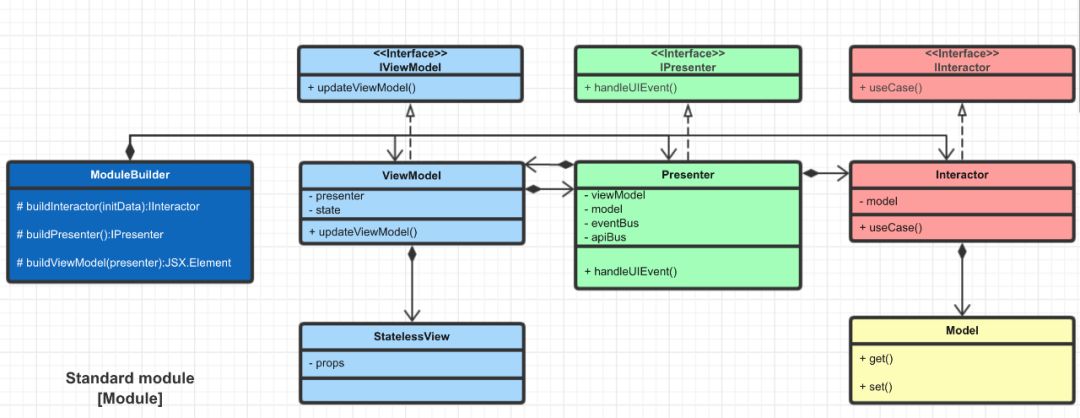 <<Interface>>
IViewModel
+ updateViewModel()
<<Interface>>
IPresenter
+ handleUIEvent()
<<Interface>>
IInteractor
+ useCase()
ModuleBuilder
# buildInteractor(initData):IInteractor
# buildPresenter():IPresenter
# buildViewModel(presenter):JSX.Element
ViewModel
- presenter
- state
+ updateViewModel()
Presenter
- viewModel
- model
- eventBus
- apiBus
+ handleUIEvent()
Interactor
- model
+ useCase()
StatelessView
- props
Model
+ get()
+ set()
Standard module
[Module]